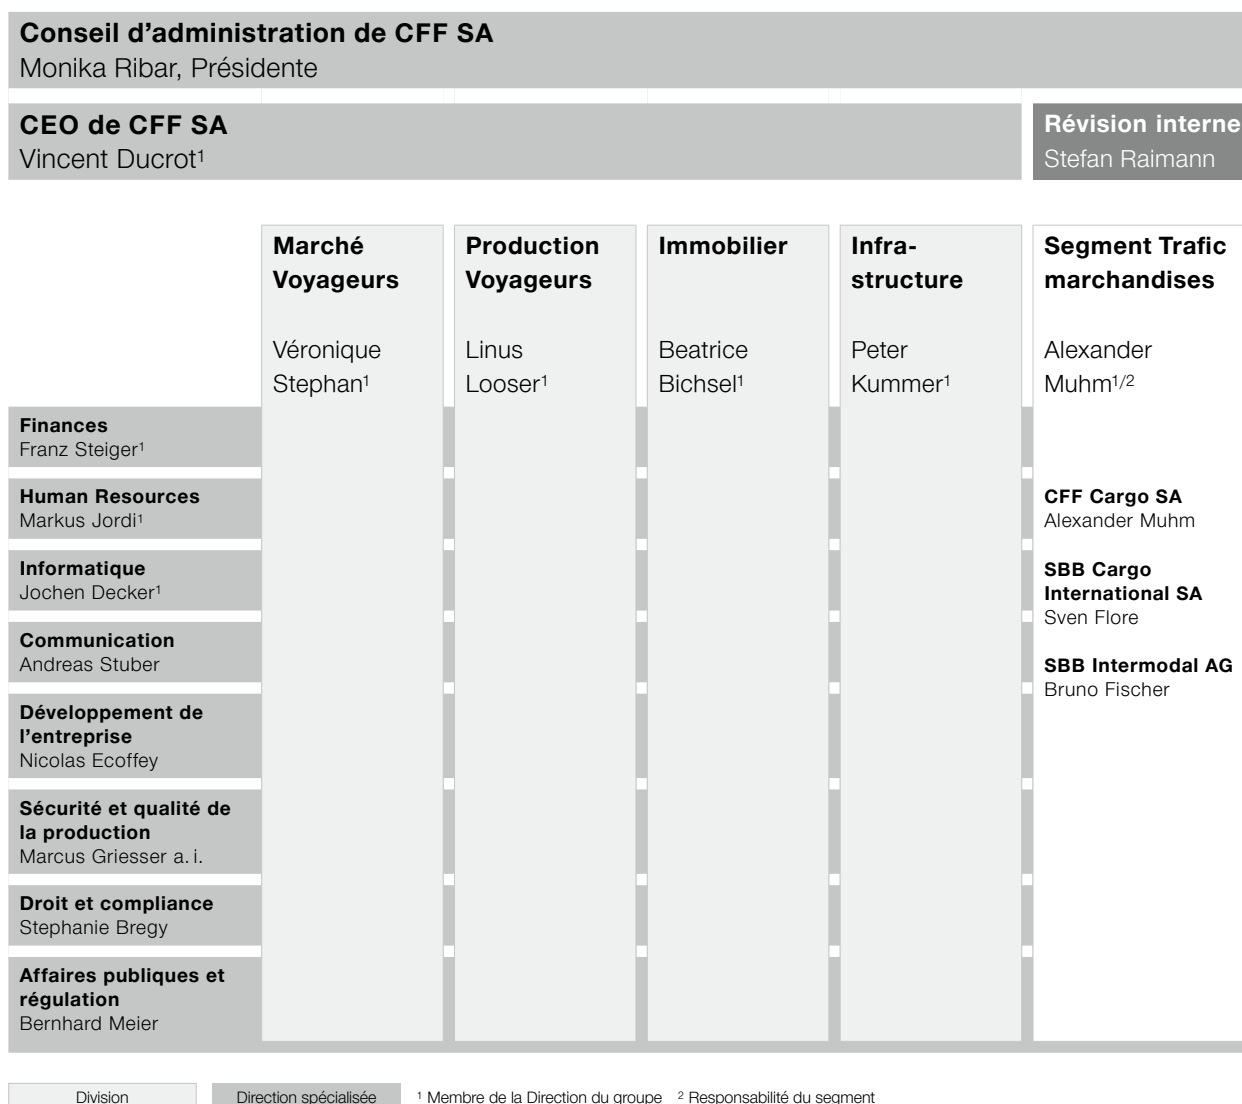 Conseil d’administration de CFF SA
Monika Ribar, Présidente
CEO de CFF SA
Vincent Ducrot¹
Révision interne
Stefan Raimann
Marché
Voyageurs
Véronique
Stephan¹
Production
Voyageurs
Linus
Looser¹
Immobilier
Beatrice
Bichsel¹
Infra-
structure
Peter
Kummer¹
Segment Trafic
marchandises
Alexander
Muhm¹/²
Finances
Franz Steiger¹
Human Resources
Markus Jordi¹
Informatique
Jochen Decker¹
Communication
Andreas Stuber
Développement de
l’entreprise
Nicolas Ecoffey
Sécurité et qualité de
la production
Marcus Griesser a. i.
Droit et compliance
Stephanie Bregy
Affaires publiques et
régulation
Bernhard Meier
CFF Cargo SA
Alexander Muhm
SBB Cargo
International SA
Sven Flore
SBB Intermodal AG
Bruno Fischer
Division
Direction spécialisée
¹ Membre de la Direction du groupe ² Responsabilité du segment